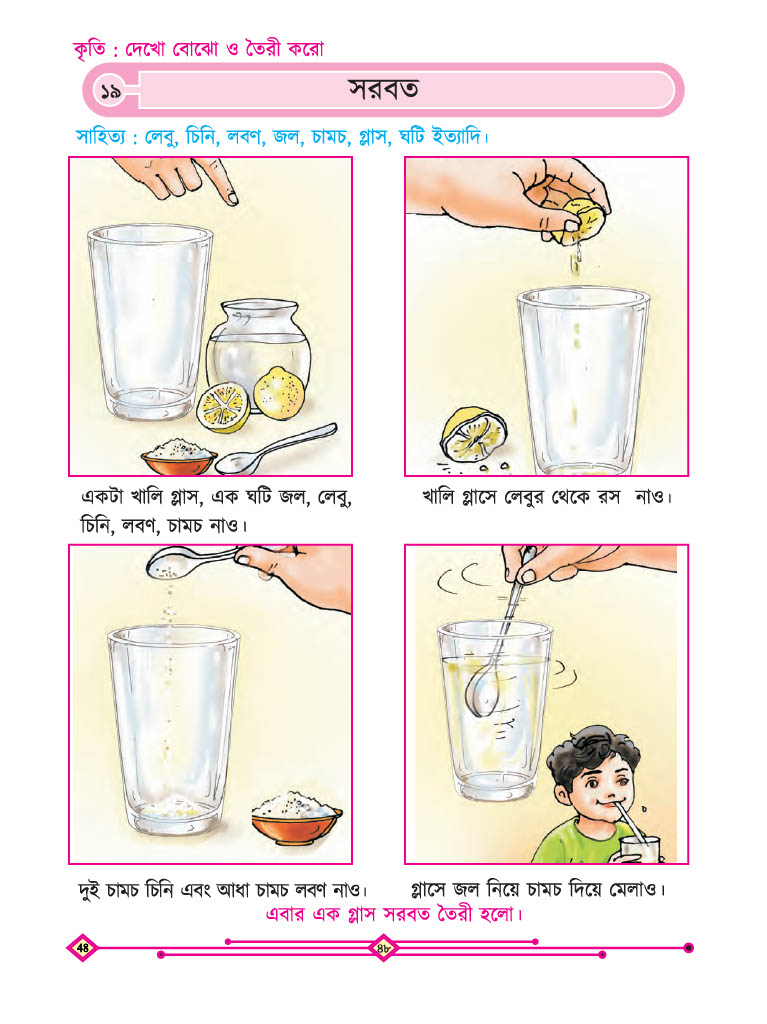 কৃতি : দেখো বোঝো ও তৈরী করো
১৯
সরবত
সাহিত্য : লেবু, চিনি, লবণ, জল, চামচ, গ্লাস, ঘটি ইত্যাদি।
একটা খালি গ্লাস, এক ঘটি জল, লেবু,
চিনি, লবণ, চামচ নাও।
খালি গ্লাসে লেবুর থেকে রস নাও।
দুই চামচ চিনি এবং আধা চামচ লবণ নাও।
গ্লাসে জল নিয়ে চামচ দিয়ে মেলাও।
এবার এক গ্লাস সরবত তৈরী হলো।
48
৪৮